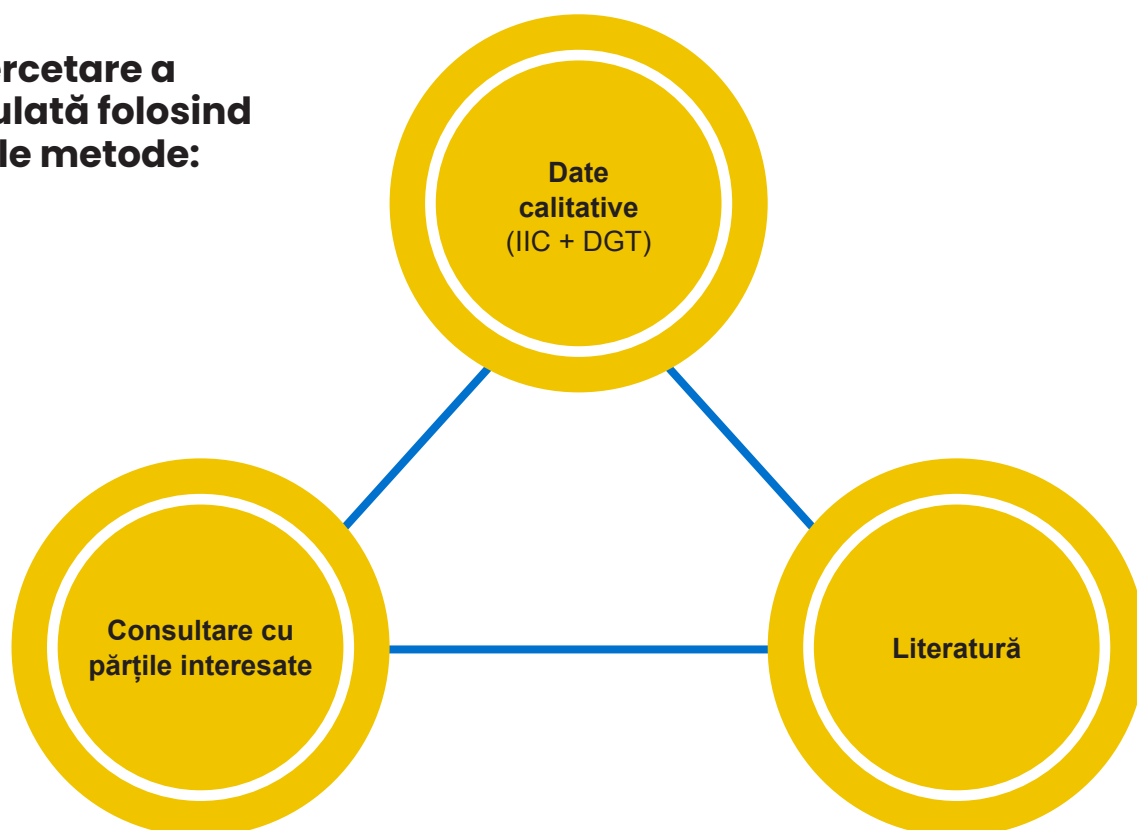 ercetare a
ulată folosind
le metode:
Date
calitative
(IIC + DGT)
Consultare cu
părțile interesate
Literatură